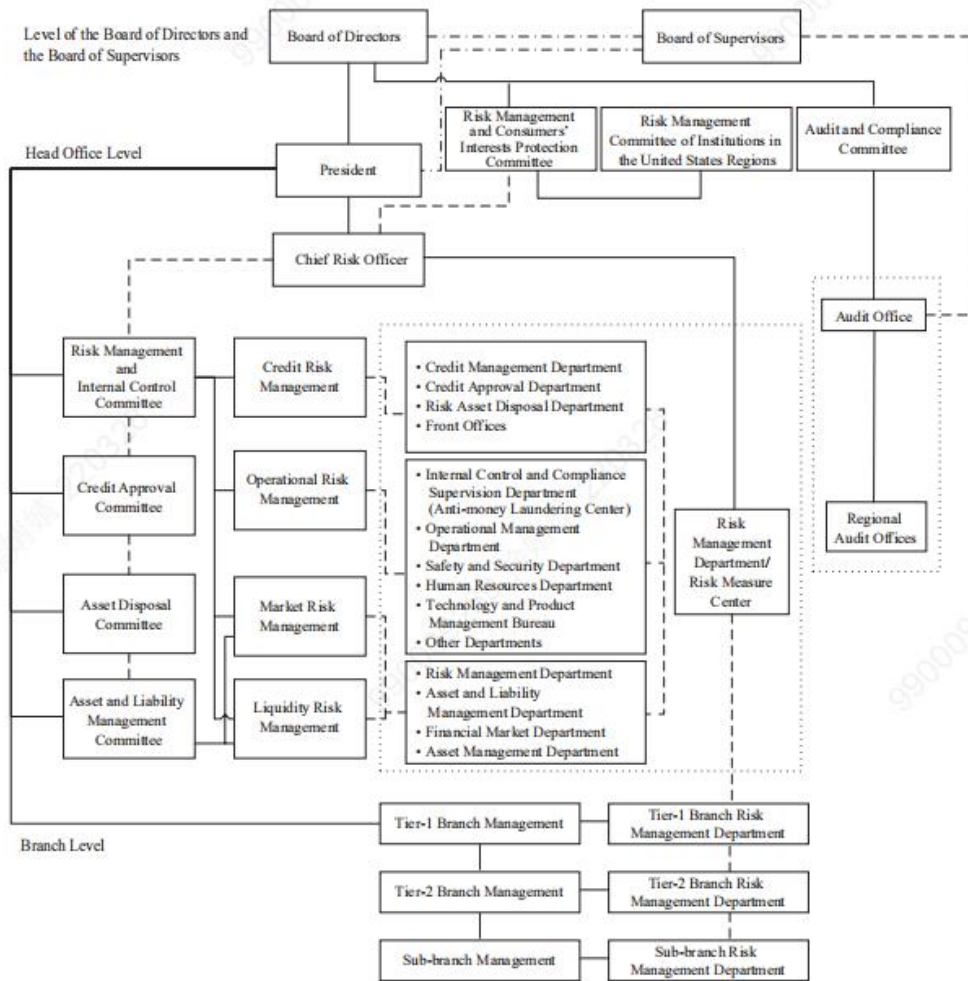 Level of the Board of Directors and
the Board of Supervisors
Board of Directors
Board of Supervisors
Risk Management
and Consumers'
Interests Protection
Committee
Risk Management
Committee of Institutions in
the United States Regions
Audit and Compliance
Committee
Head Office Level
President
Chief Risk Officer
Audit Office
Regional
Audit Offices
Risk Management
and
Internal Control
Committee
Credit Risk
Management
• Credit Management Department
• Credit Approval Department
• Risk Asset Disposal Department
• Front Offices
Credit Approval
Committee
Operational Risk
Management
• Internal Control and Compliance
Supervision Department
(Anti-money Laundering Center)
• Operational Management
Department
• Safety and Security Department
• Human Resources Department
• Technology and Product
Management Bureau
• Other Departments
Risk
Management
Department/
Risk Measure
Center
Asset Disposal
Committee
Market Risk
Management
Asset and Liability
Management
Committee
Liquidity Risk
Management
• Risk Management Department
• Asset and Liability
Management Department
• Financial Market Department
• Asset Management Department
Branch Level
Tier-1 Branch Management
Tier-1 Branch Risk
Management Department
Tier-2 Branch Management
Tier-2 Branch Risk
Management Department
Sub-branch Management
Sub-branch Risk
Management Department